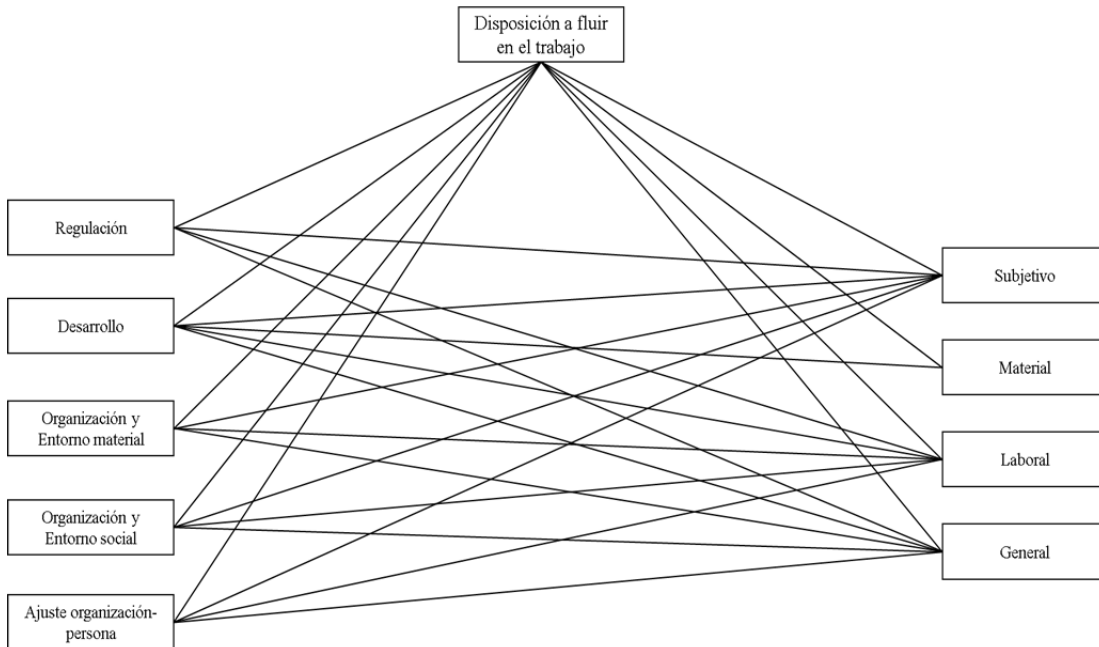 Disposición a fluir
en el trabajo
Regulación
Desarrollo
Organización y
Entorno material
Organización y
Entorno social
Ajuste organización-
persona
Subjetivo
Material
Laboral
General